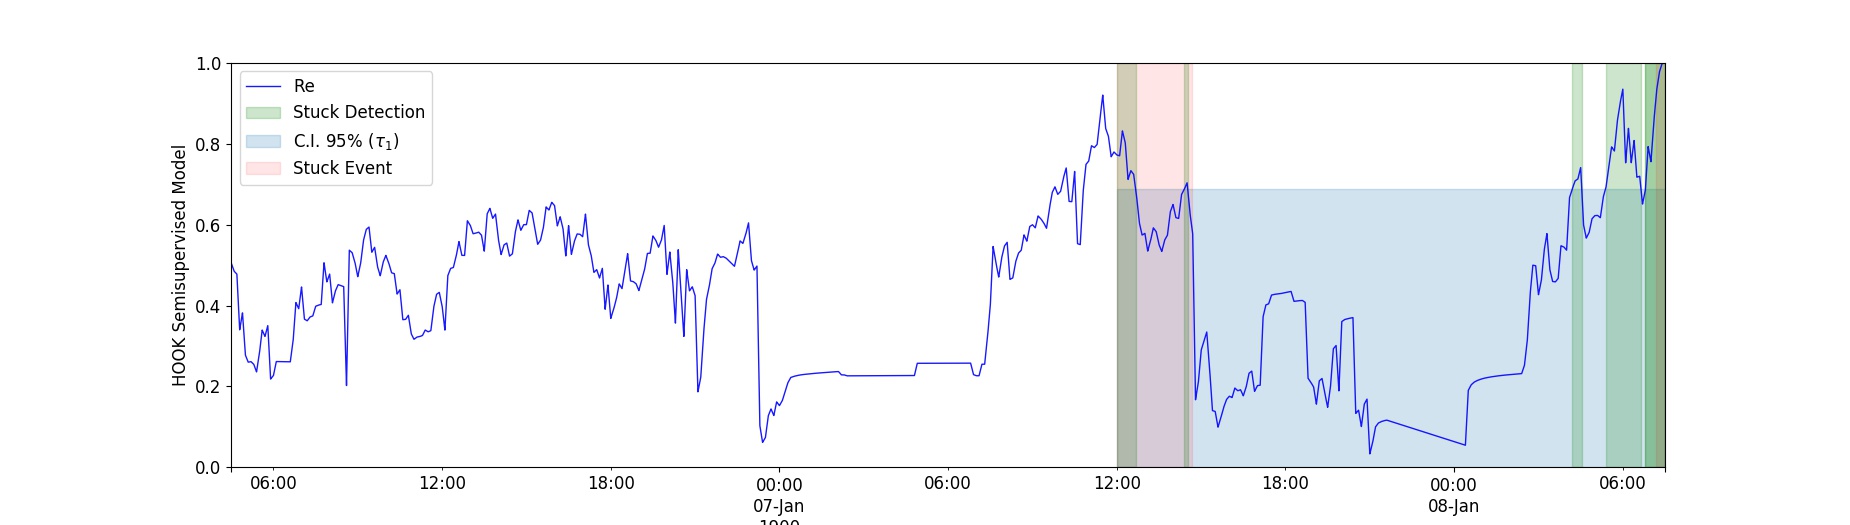 HOOK Semisupervised Model
1.0
0.8
0.6
0.4
0.2
0.0
Re
Stuck Detection
C.I. 95% (τ₁)
Stuck Event
06:00 12:00 18:00 00:00 06:00 12:00 18:00 00:00 06:00
07-Jan 08-Jan
1900